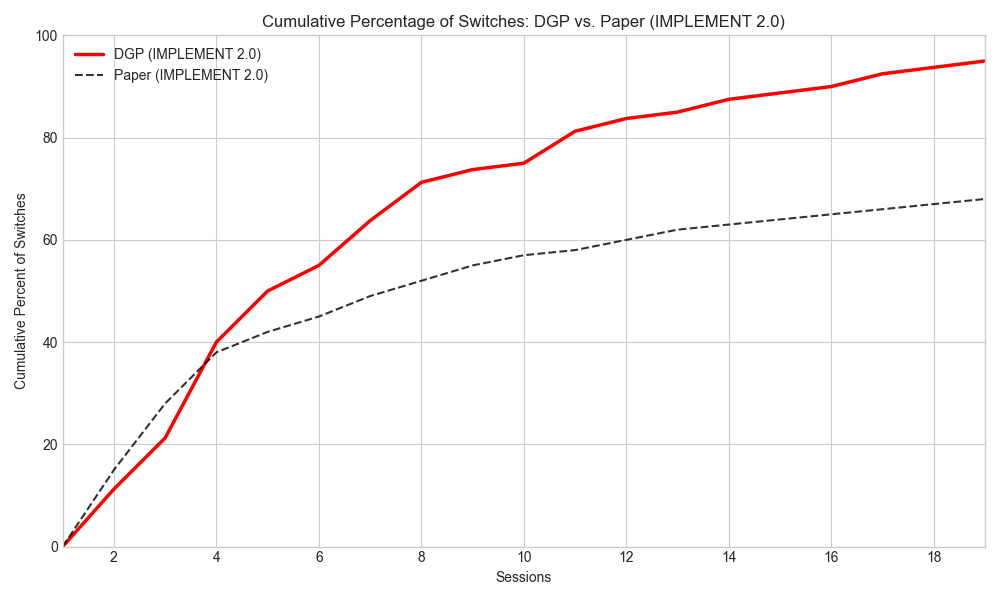 Cumulative Percentage of Switches: DGP vs. Paper (IMPLEMENT 2.0)
DGP (IMPLEMENT 2.0)
Paper (IMPLEMENT 2.0)
Cumulative Percent of Switches
100
80
60
40
20
0
2 4 6 8 10 12 14 16 18
Sessions